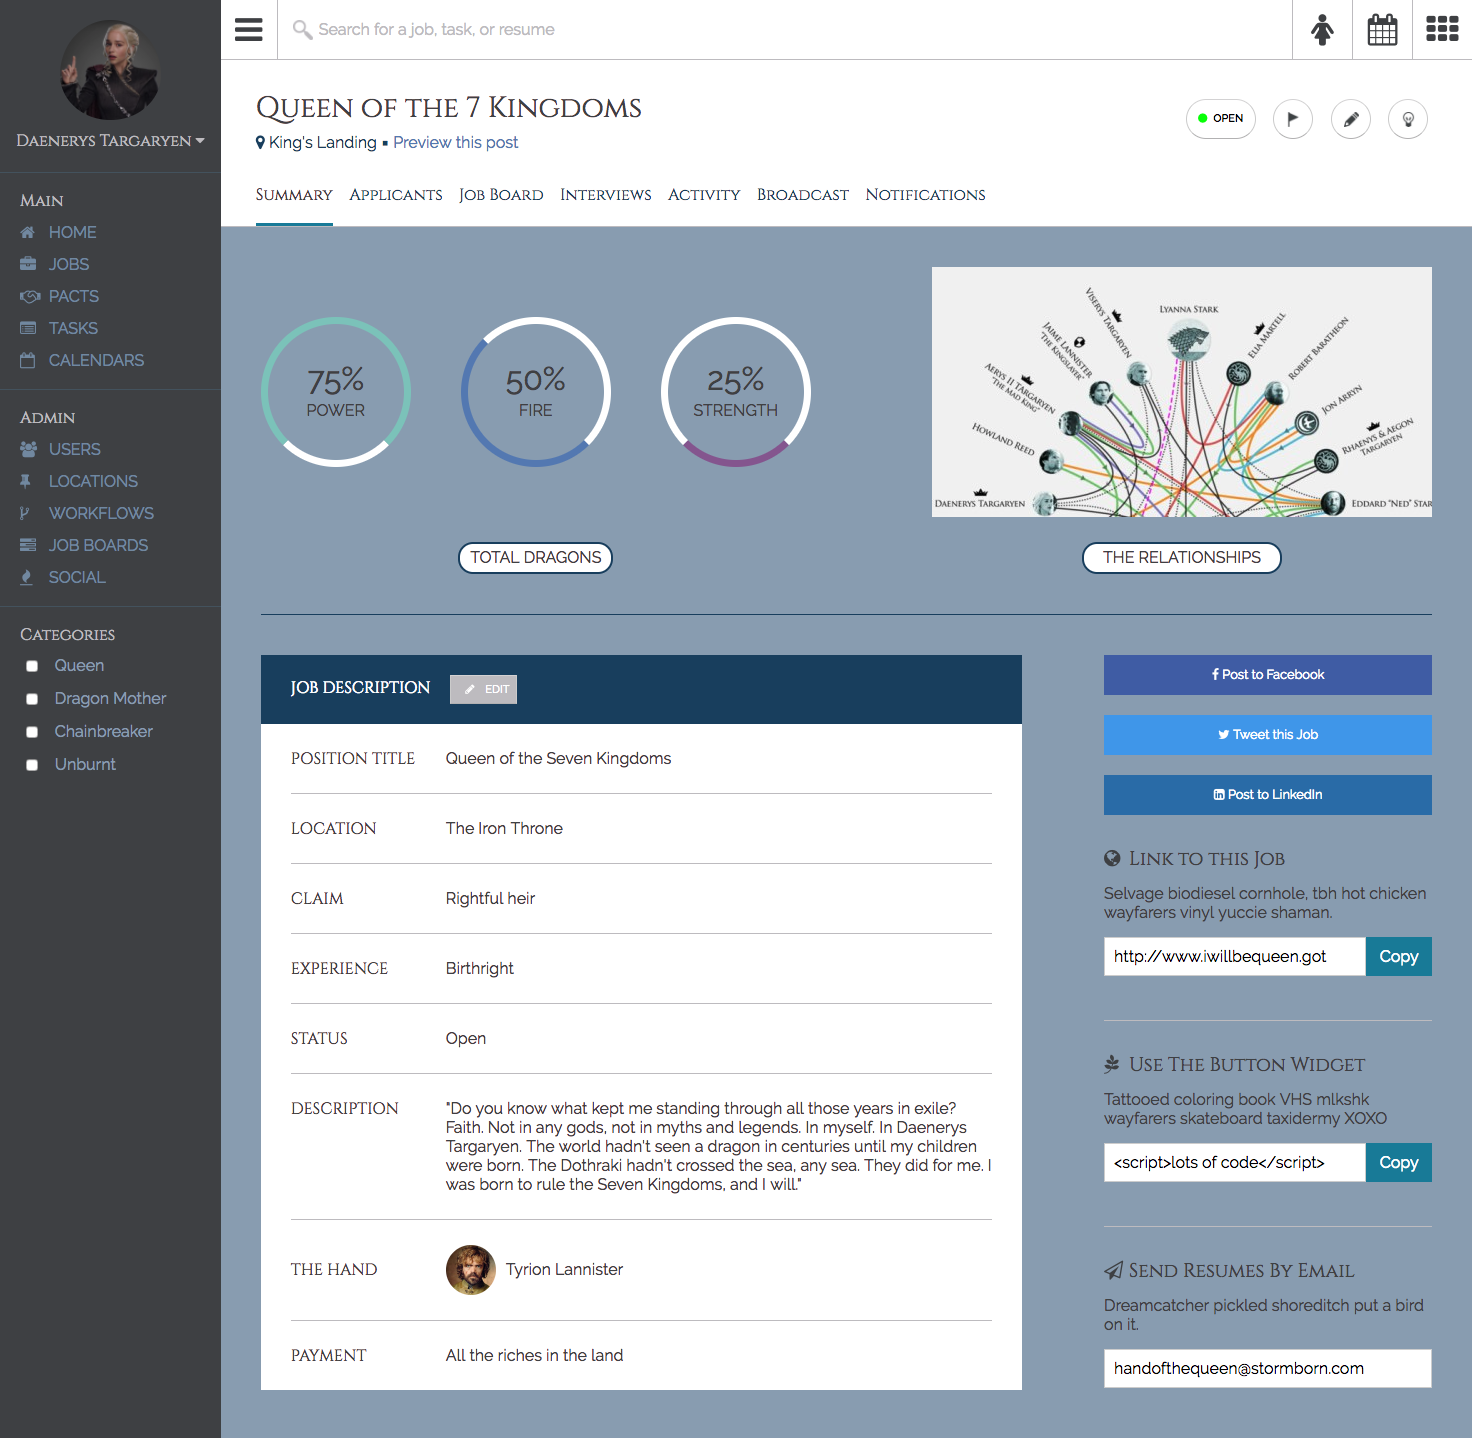 Daenerys Targaryen
Main
HOME
JOBS
PACTS
TASKS
CALENDARS
Admin
USERS
LOCATIONS
WORKFLOWS
JOB BOARDS
SOCIAL
Categories
Queen
Dragon Mother
Chainbreaker
Unburnt
Search for a job, task, or resume
Queen of the 7 Kingdoms
King's Landing ▪ Preview this post
OPEN
Summary Applicants Job Board Interviews Activity Broadcast Notifications
75%
POWER
50%
FIRE
25%
STRENGTH
TOTAL DRAGONS
LYANNA STARK
VISERYS TARGARYEN
ELIA MARTELL
JAIME LANNISTER
"THE KINGSLAYER"
ROBERT BARATHEON
AERYS II TARGARYEN
"THE MAD KING"
JON ARRYN
HOWLAND REED
RHAENYS & AEGON
TARGARYEN
DAENERYS TARGARYEN
EDDARD "NED" STAR
THE RELATIONSHIPS
JOB DESCRIPTION
EDIT
POSITION TITLE Queen of the Seven Kingdoms
LOCATION The Iron Throne
CLAIM Rightful heir
EXPERIENCE Birthright
STATUS Open
DESCRIPTION "Do you know what kept me standing through all those years in exile?
Faith. Not in any gods, not in myths and legends. In myself. In Daenerys
Targaryen. The world hadn't seen a dragon in centuries until my children
were born. The Dothraki hadn't crossed the sea, any sea. They did for me. I
was born to rule the Seven Kingdoms, and I will."
THE HAND Tyrion Lannister
PAYMENT All the riches in the land
Post to Facebook
Tweet this Job
Post to LinkedIn
Link to this Job
Selvage biodiesel cornhole, tbh hot chicken
wayfarers vinyl yuccie shaman.
http://www.iwillbequeen.got Copy
Use The Button Widget
Tattooed coloring book VHS mlkshk
wayfarers skateboard taxidermy XOXO
<script>lots of code</script> Copy
Send Resumes By Email
Dreamcatcher pickled shoreditch put a bird
on it.
handofthequeen@stormborn.com